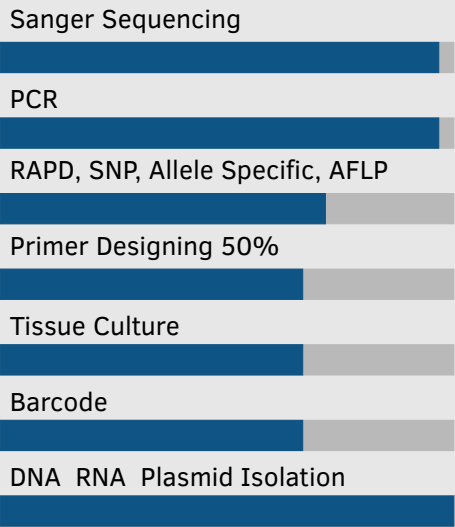 Sanger Sequencing
PCR
RAPD, SNP, Allele Specific, AFLP
Primer Designing 50%
Tissue Culture
Barcode
DNA  RNA  Plasmid Isolation